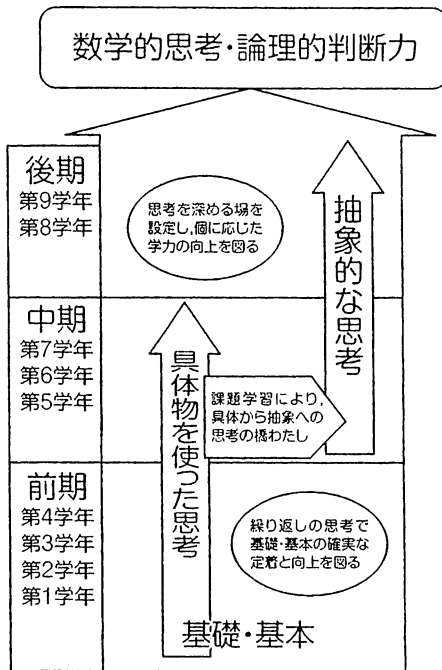 数学的思考・論理的判断力
後期
第9学年
第8学年
思考を深める場を
設定し,個に応じた
学力の向上を図る
抽象的な思考
中期
第7学年
第6学年
第5学年
具体物を使った思考
課題学習により,
具体から抽象への
思考の橋わたし
前期
第4学年
第3学年
第2学年
第1学年
繰り返しの思考で
基礎・基本の確実な
定着と向上を図る
基礎・基本